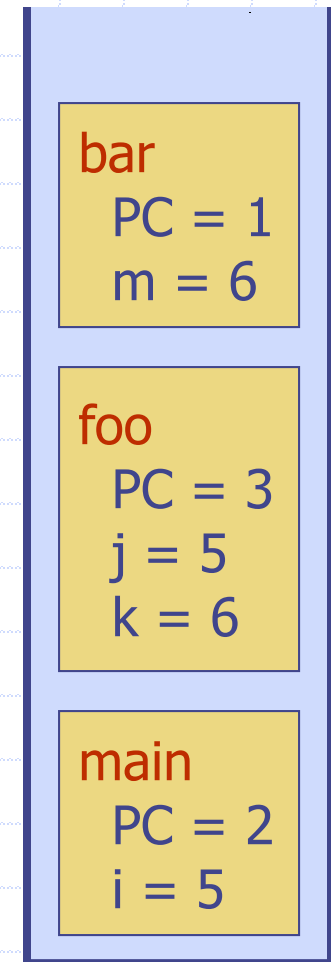 bar
PC = 1
m = 6
foo
PC = 3
j = 5
k = 6
main
PC = 2
i = 5